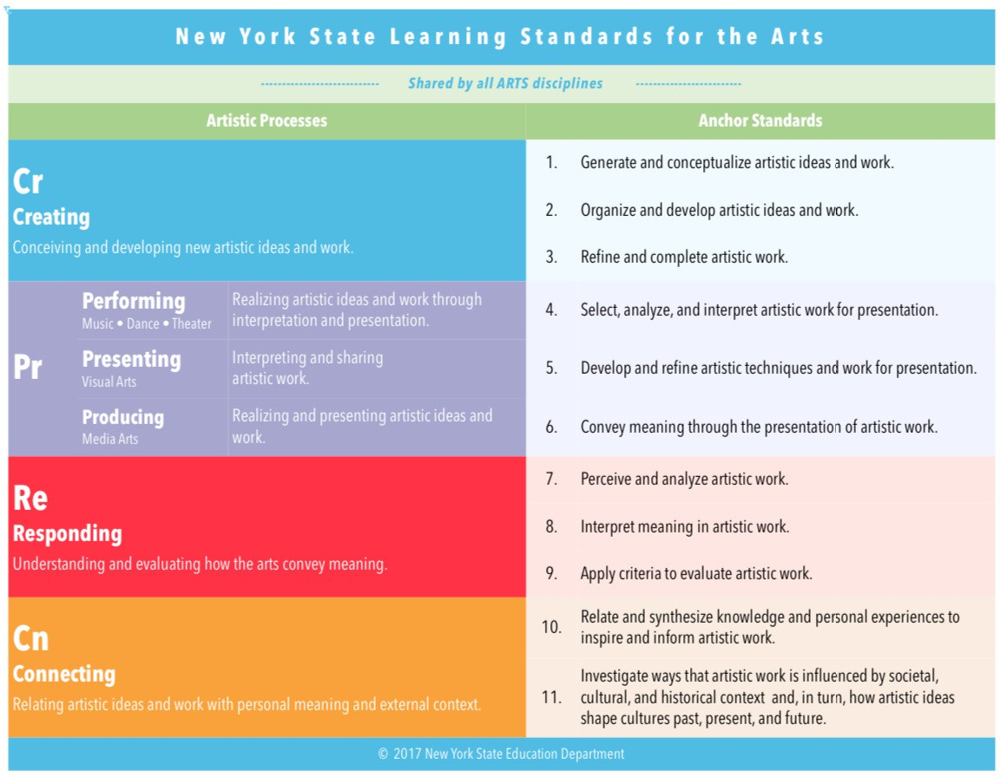 New York State Learning Standards for the Arts
Shared by all ARTS disciplines
Artistic Processes
Anchor Standards
Cr
Creating
Conceiving and developing new artistic ideas and work.
1. Generate and conceptualize artistic ideas and work.
2. Organize and develop artistic ideas and work.
3. Refine and complete artistic work.
Pr
Performing
Music • Dance • Theater
Realizing artistic ideas and work through
interpretation and presentation.
Presenting
Visual Arts
Interpreting and sharing
artistic work.
Producing
Media Arts
Realizing and presenting artistic ideas and
work.
4. Select, analyze, and interpret artistic work for presentation.
5. Develop and refine artistic techniques and work for presentation.
6. Convey meaning through the presentation of artistic work.
Re
Responding
Understanding and evaluating how the arts convey meaning.
7. Perceive and analyze artistic work.
8. Interpret meaning in artistic work.
9. Apply criteria to evaluate artistic work.
Cn
Connecting
Relating artistic ideas and work with personal meaning and external context.
10. Relate and synthesize knowledge and personal experiences to
inspire and inform artistic work.
11. Investigate ways that artistic work is influenced by societal,
cultural, and historical context and, in turn, how artistic ideas
shape cultures past, present, and future.
© 2017 New York State Education Department